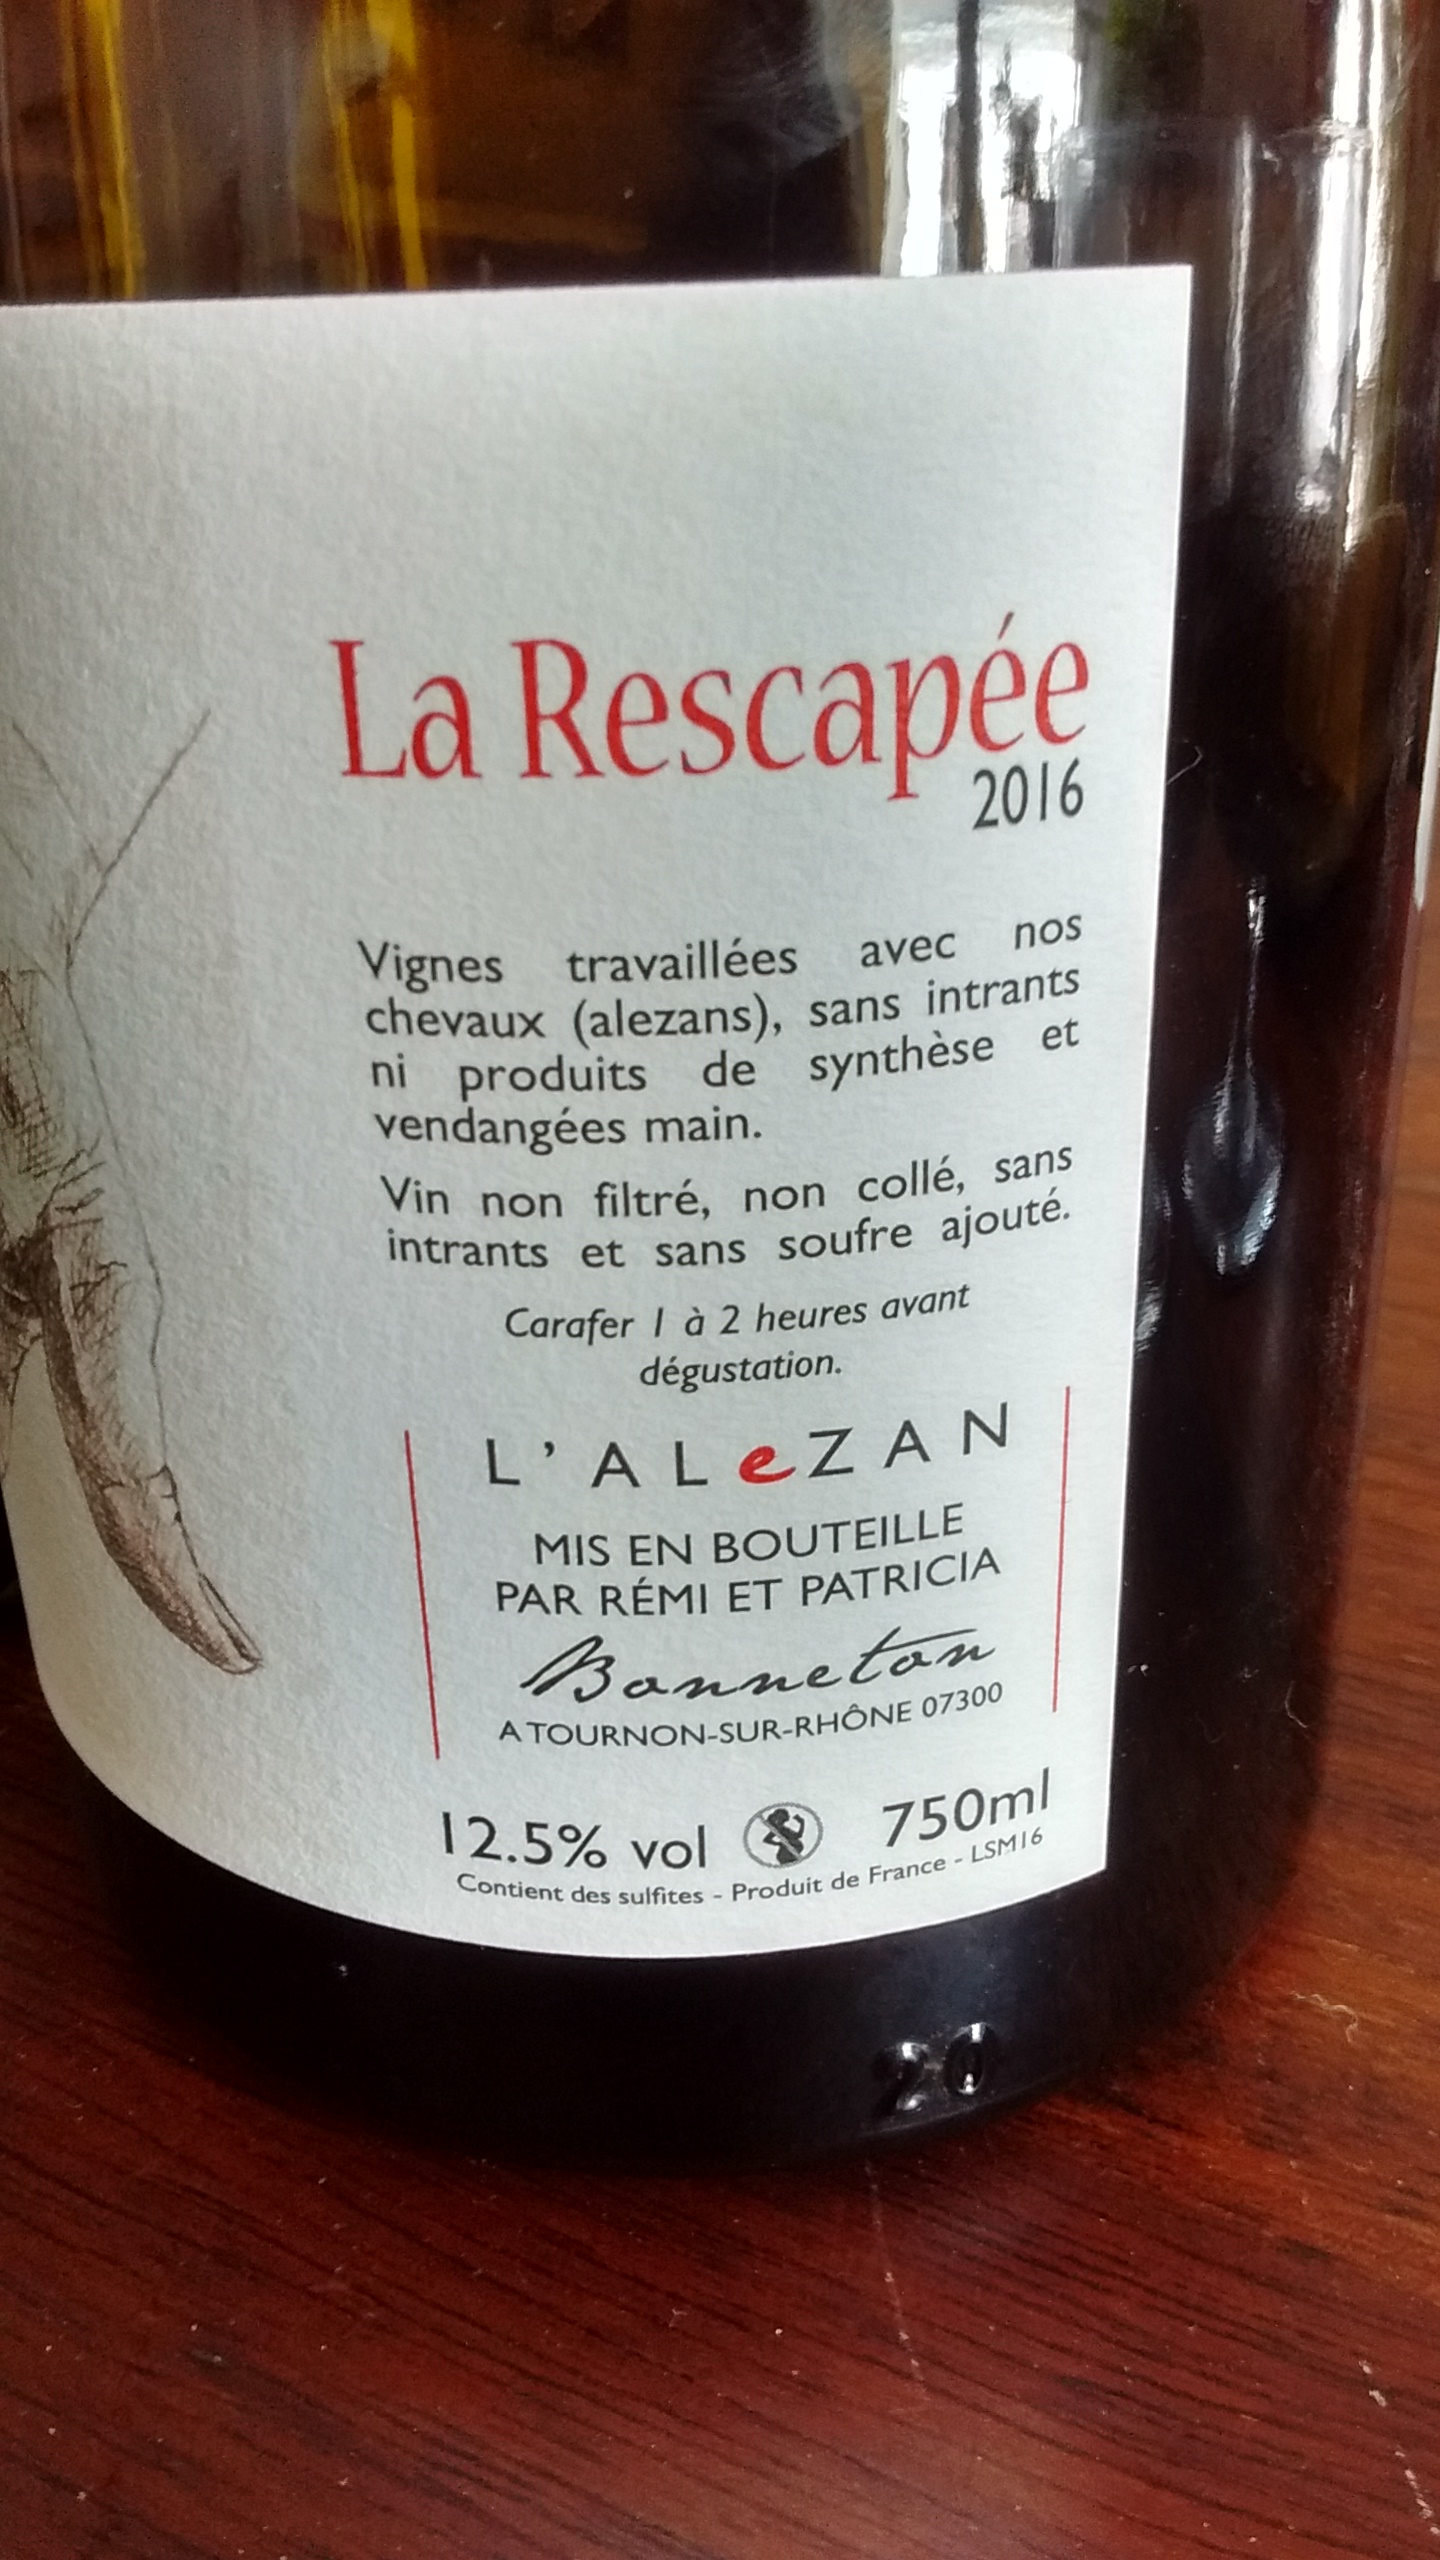 La Rescapée
2016
Vignes travaillées avec nos
chevaux (alezans), sans intrants
ni produits de synthèse et
vendangées main.
Vin non filtré, non collé, sans
intrants et sans soufre ajouté.
Carafer 1 à 2 heures avant
dégustation.
L'ALeZAN
MIS EN BOUTEILLE
PAR RÉMI ET PATRICIA
Bonneton
A TOURNON-SUR-RHÔNE 07300
12.5% vol 750ml
Contient des sulfites - Produit de France - LSM16
20